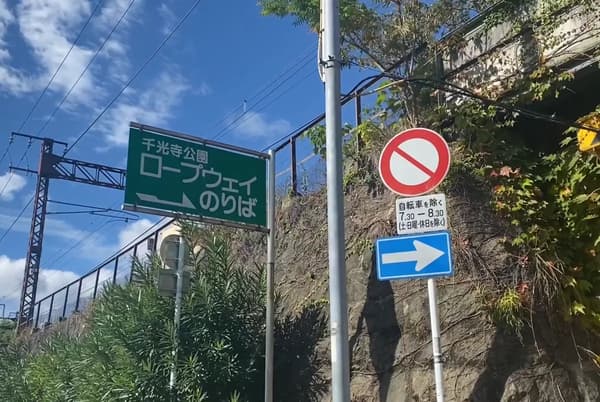 千光寺公園
ロープウェイ
のりば
自転車を除く
7.30 - 8.30
(土・日曜・休日を除く)